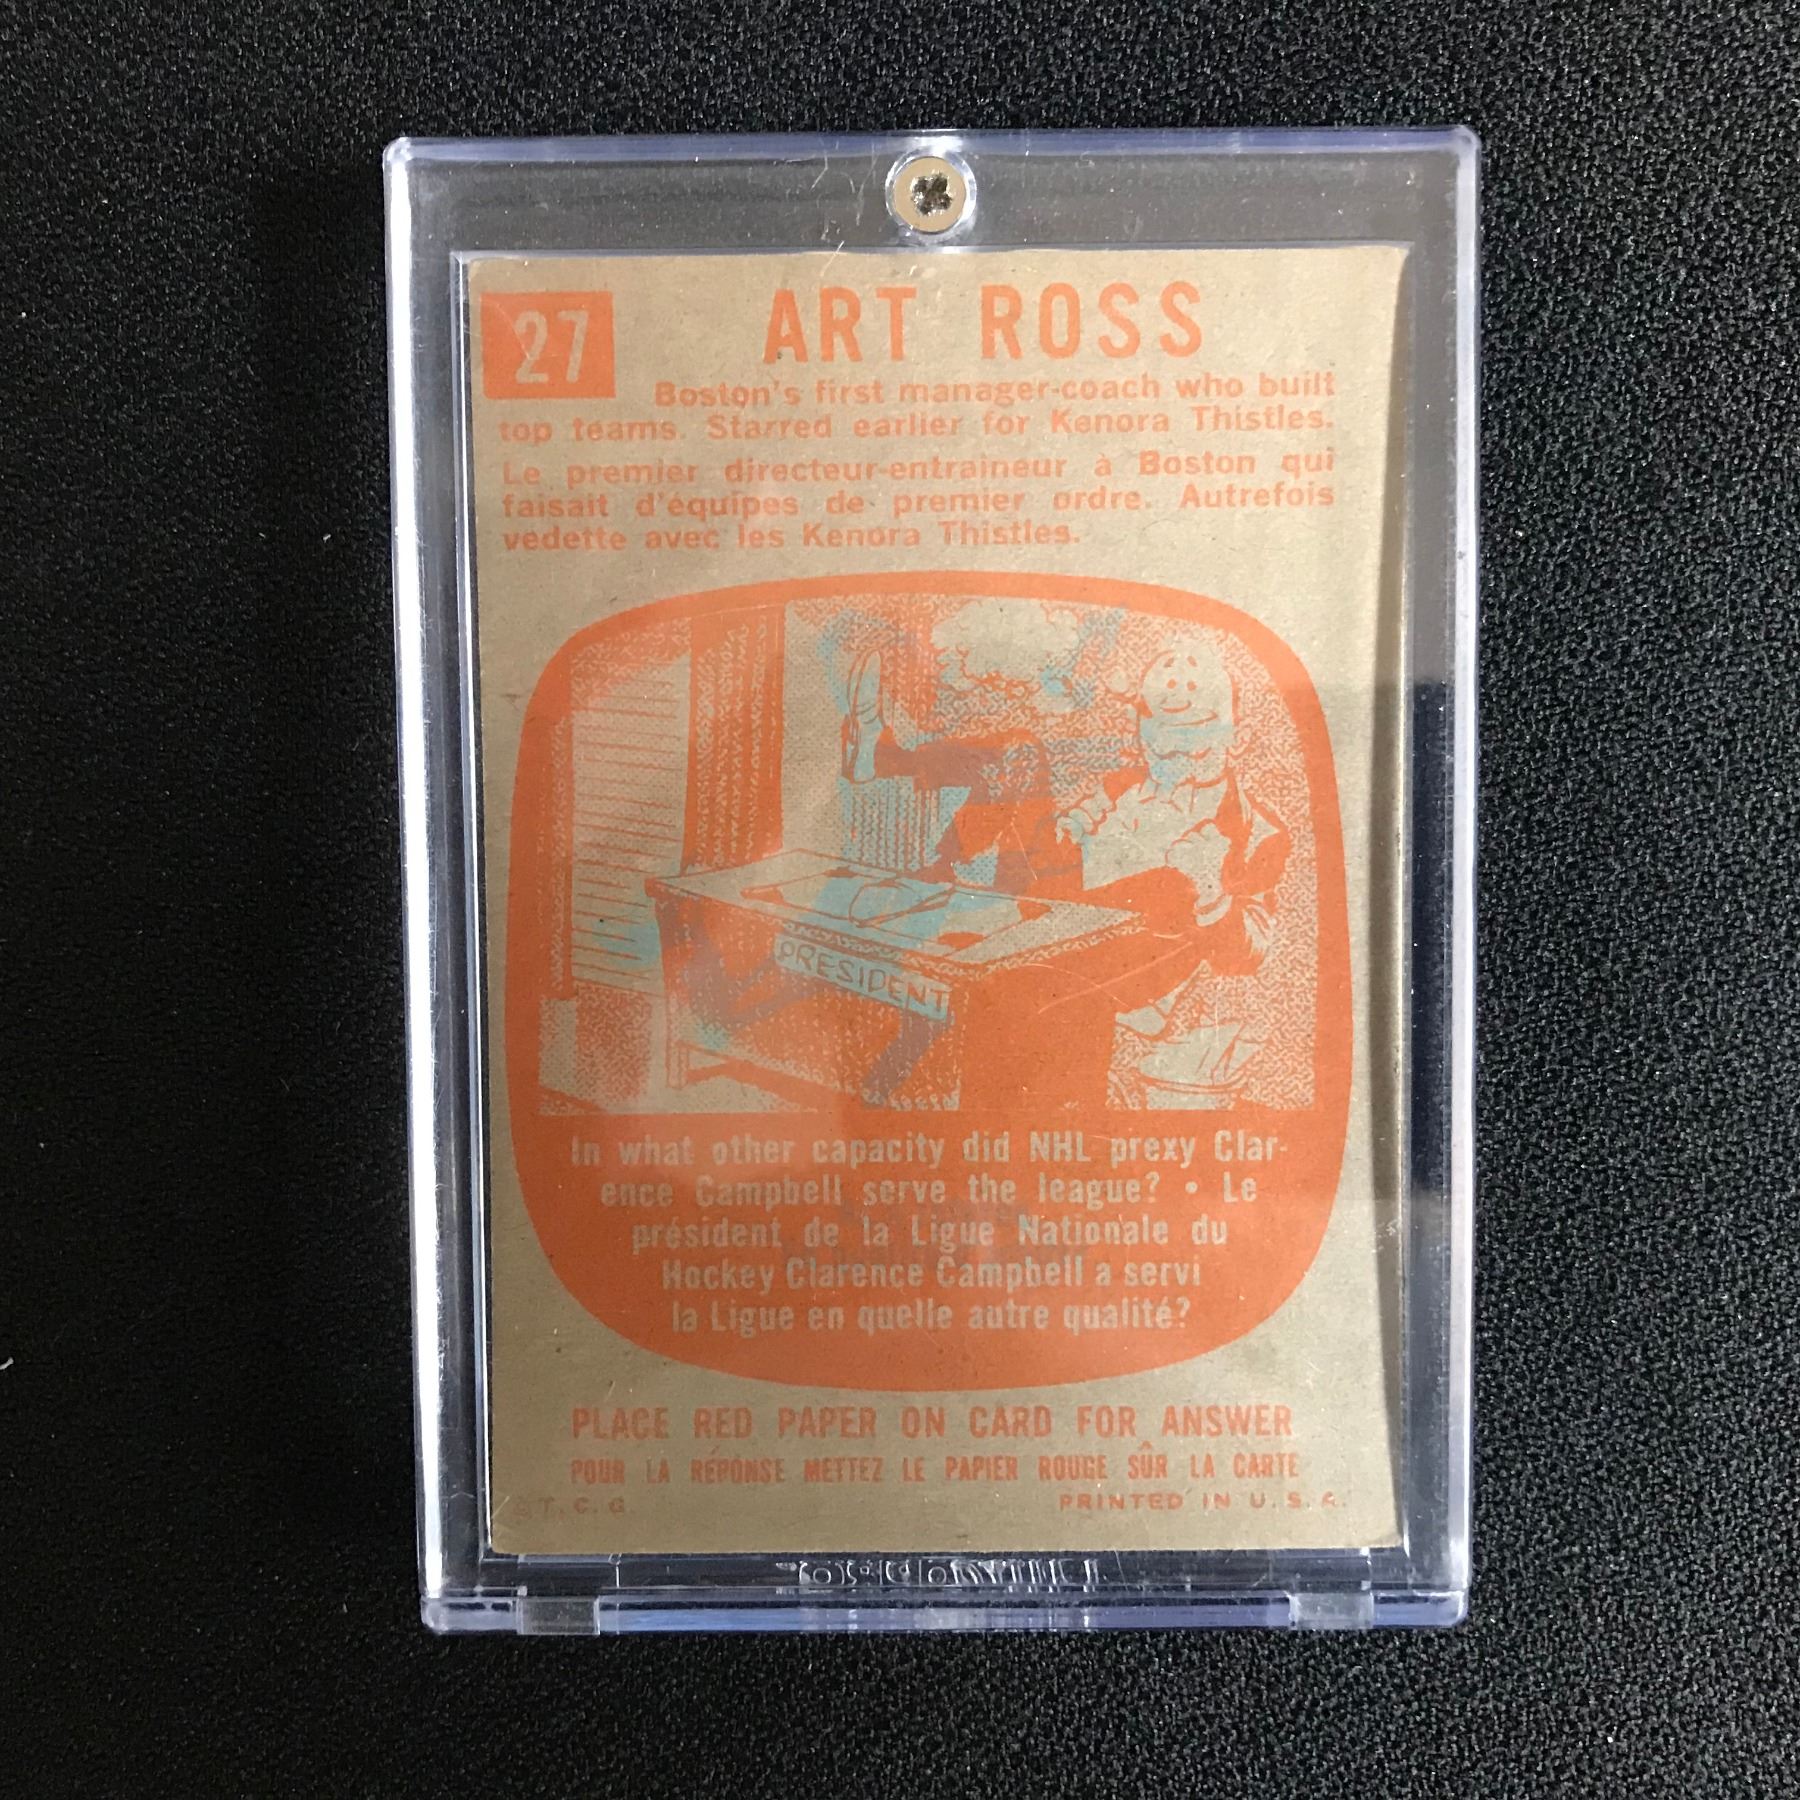 27
ART ROSS
Boston's first manager-coach who built
top teams. Starred earlier for Kenora Thistles.
Le premier directeur-entraineur à Boston qui
faisait d'équipes de premier ordre. Autrefois
vedette avec les Kenora Thistles.
PRESIDENT
In what other capacity did NHL prexy Clar-
ence Campbell serve the league? • Le
président de la Ligue Nationale du
Hockey Clarence Campbell a servi
la Ligue en quelle autre qualité?
PLACE RED PAPER ON CARD FOR ANSWER
POUR LA RÉPONSE METTEZ LE PAPIER ROUGE SÛR LA CARTE
© T. C. G. PRINTED IN U. S. A.